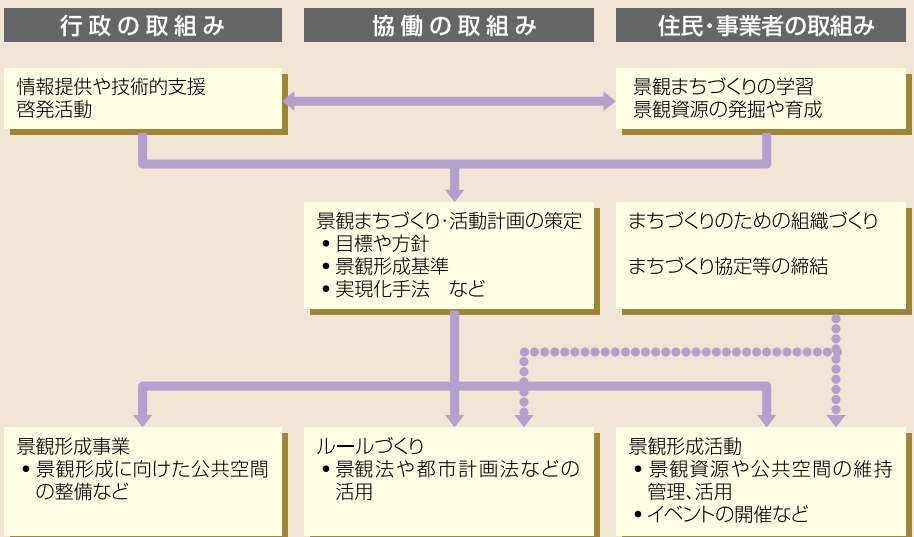 行政の取組み
協働の取組み
住民・事業者の取組み
情報提供や技術的支援
啓発活動
景観まちづくりの学習
景観資源の発掘や育成
景観まちづくり・活動計画の策定
• 目標や方針
• 景観形成基準
• 実現化手法　など
まちづくりのための組織づくり
まちづくり協定等の締結
景観形成事業
• 景観形成に向けた公共空間
の整備など
ルールづくり
• 景観法や都市計画法などの
活用
景観形成活動
• 景観資源や公共空間の維持
管理、活用
• イベントの開催など